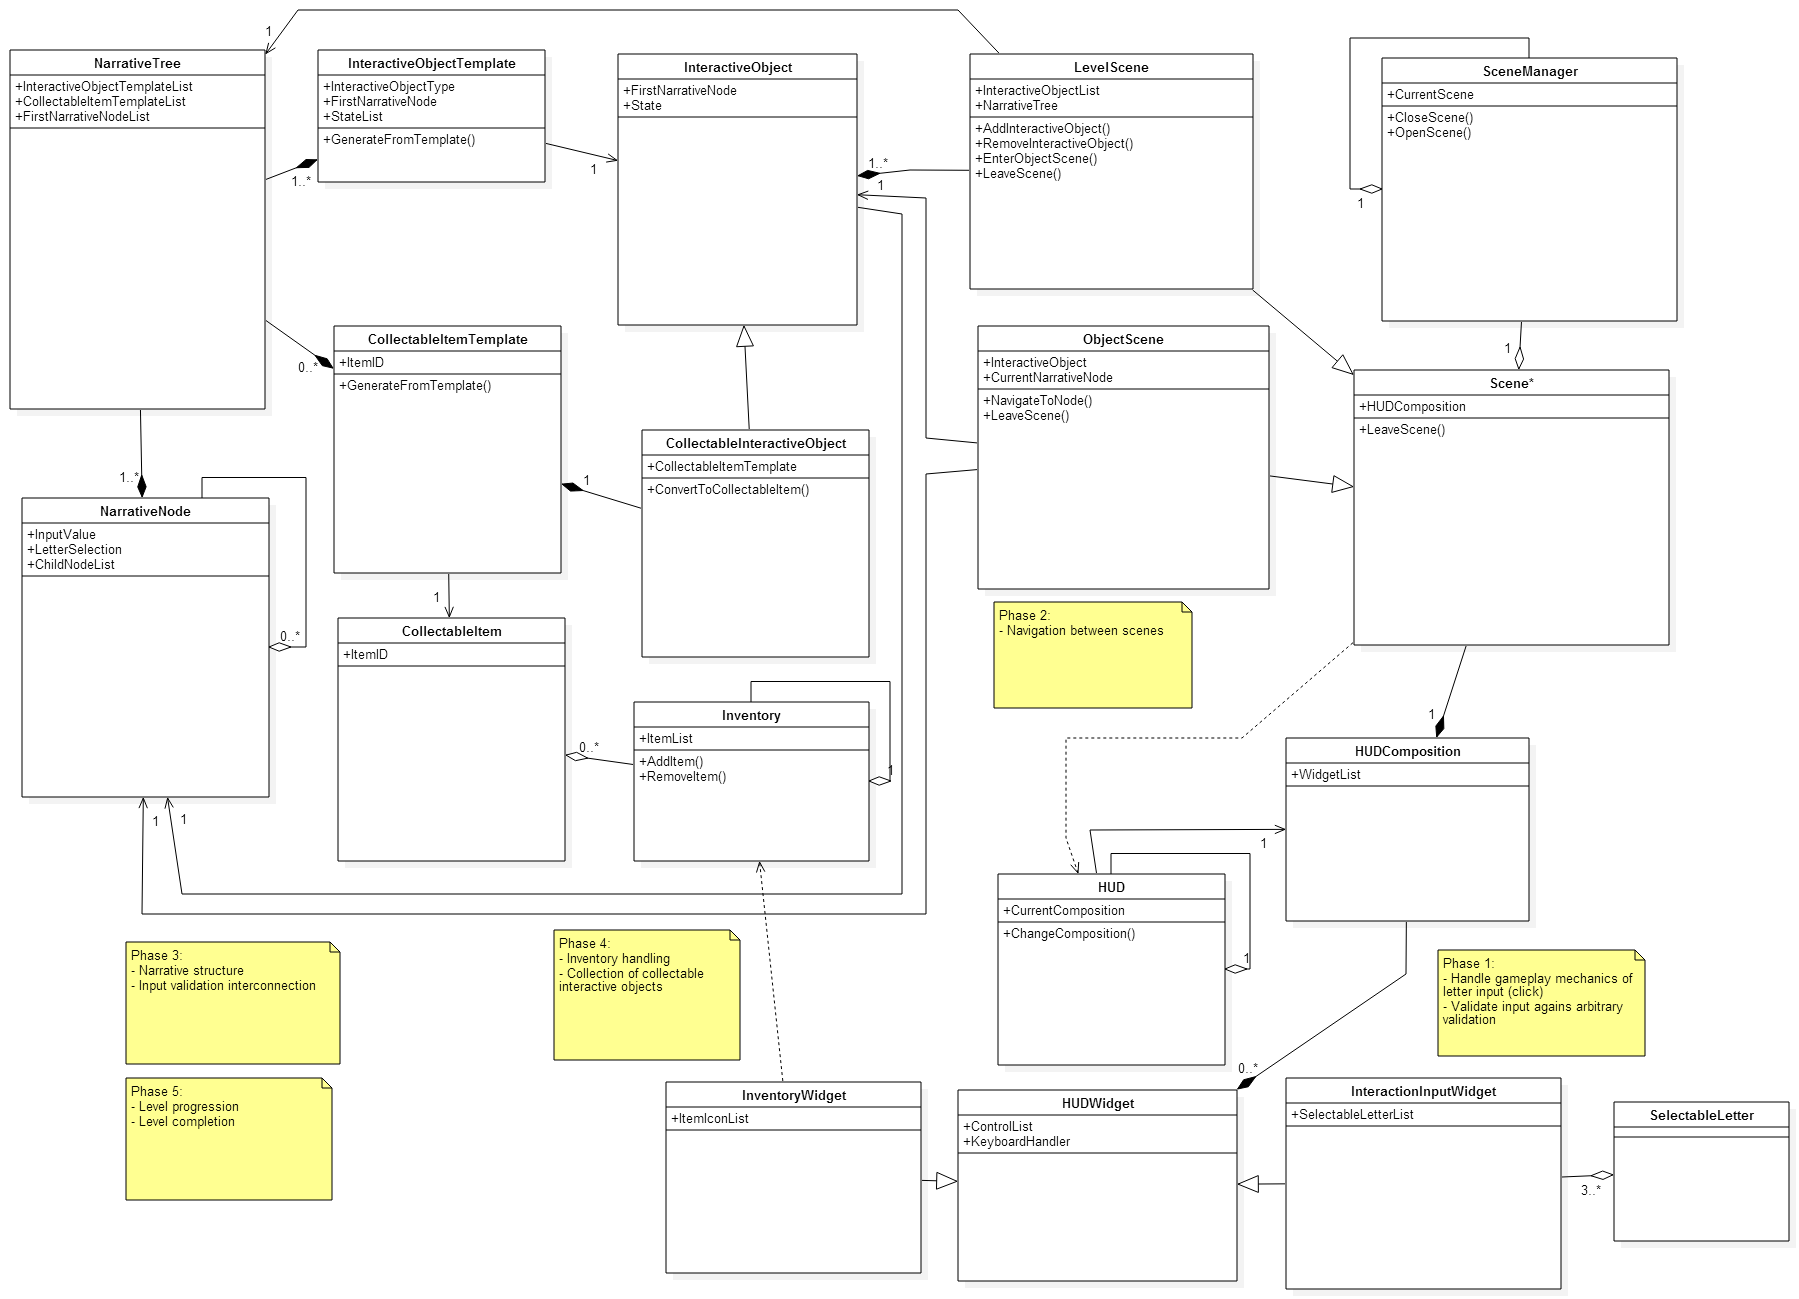 1
NarrativeTree
+InteractiveObjectTemplateList
+CollectableItemTemplateList
+FirstNarrativeNodeList
InteractiveObjectTemplate
+InteractiveObjectType
+FirstNarrativeNode
+StateList
+GenerateFromTemplate()
1..*
1
InteractiveObject
+FirstNarrativeNode
+State
1..*
1
LevelScene
+InteractiveObjectList
+NarrativeTree
+AddInteractiveObject()
+RemoveInteractiveObject()
+EnterObjectScene()
+LeaveScene()
SceneManager
+CurrentScene
+CloseScene()
+OpenScene()
1
1
CollectableItemTemplate
+ItemID
+GenerateFromTemplate()
0..*
ObjectScene
+InteractiveObject
+CurrentNarrativeNode
+NavigateToNode()
+LeaveScene()
Scene*
+HUDComposition
+LeaveScene()
CollectableInteractiveObject
+CollectableItemTemplate
+ConvertToCollectableItem()
1
1..*
NarrativeNode
+InputValue
+LetterSelection
+ChildNodeList
0..*
1
CollectableItem
+ItemID
Phase 2:
- Navigation between scenes
Inventory
+ItemList
+AddItem()
+RemoveItem()
0..*
1
1
HUDComposition
+WidgetList
1
1
1
HUD
+CurrentComposition
+ChangeComposition()
1
Phase 3:
- Narrative structure
- Input validation interconnection
Phase 4:
- Inventory handling
- Collection of collectable
interactive objects
Phase 1:
- Handle gameplay mechanics of
letter input (click)
- Validate input agains arbitrary
validation
Phase 5:
- Level progression
- Level completion
0..*
InventoryWidget
+ItemIconList
HUDWidget
+ControlList
+KeyboardHandler
InteractionInputWidget
+SelectableLetterList
3..*
SelectableLetter